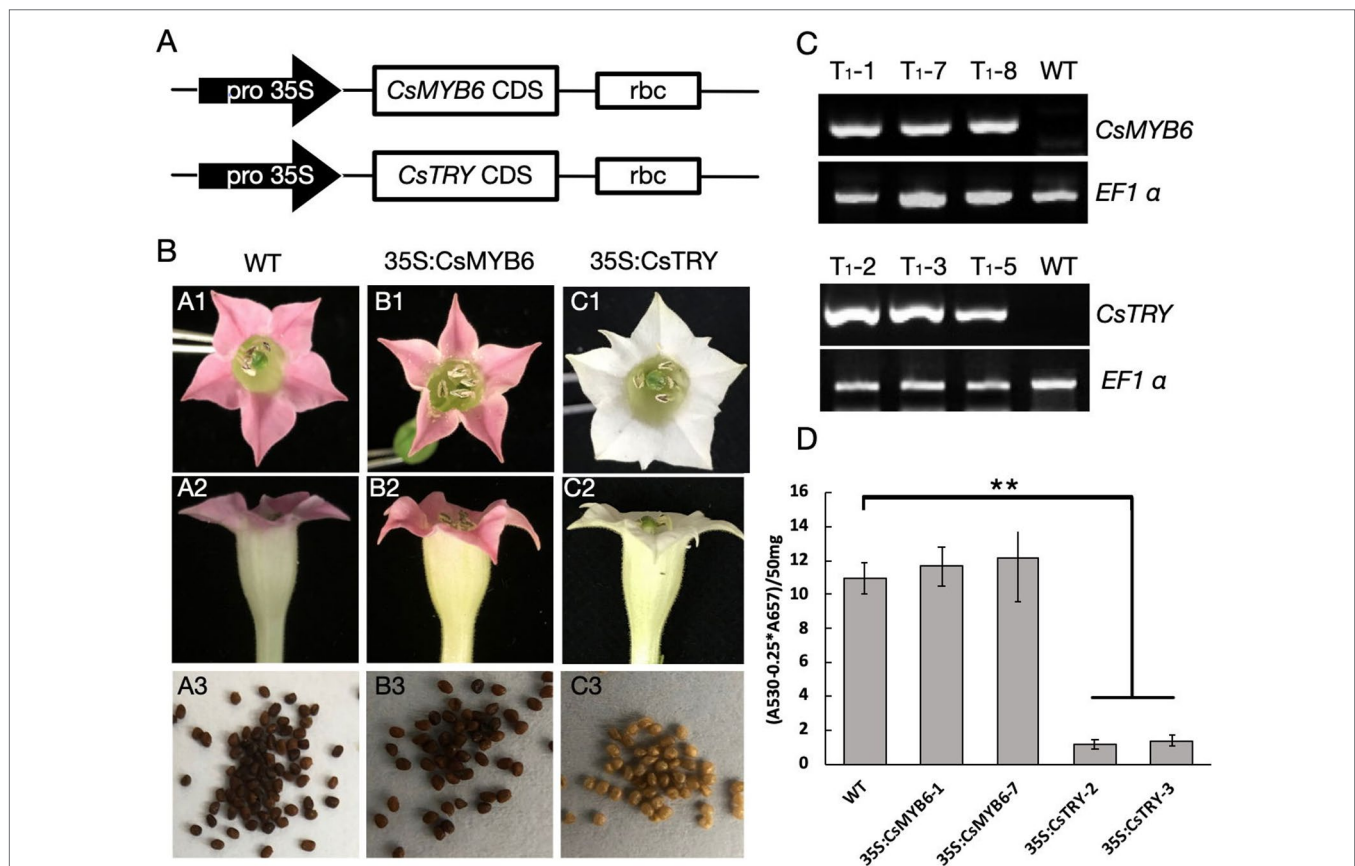 A
pro 35S CsMYB6 CDS rbc
pro 35S CsTRY CDS rbc
B
WT 35S:CsMYB6 35S:CsTRY
A1 B1 C1
A2 B2 C2
A3 B3 C3
C
T1-1 T1-7 T1-8 WT
CsMYB6
EF1 α
T1-2 T1-3 T1-5 WT
CsTRY
EF1 α
D
(A530-0.25*A657)/50mg
16
14
12
10
8
6
4
2
0
**
WT 35S:CsMYB6-1 35S:CsMYB6-7 35S:CsTRY-2 35S:CsTRY-3